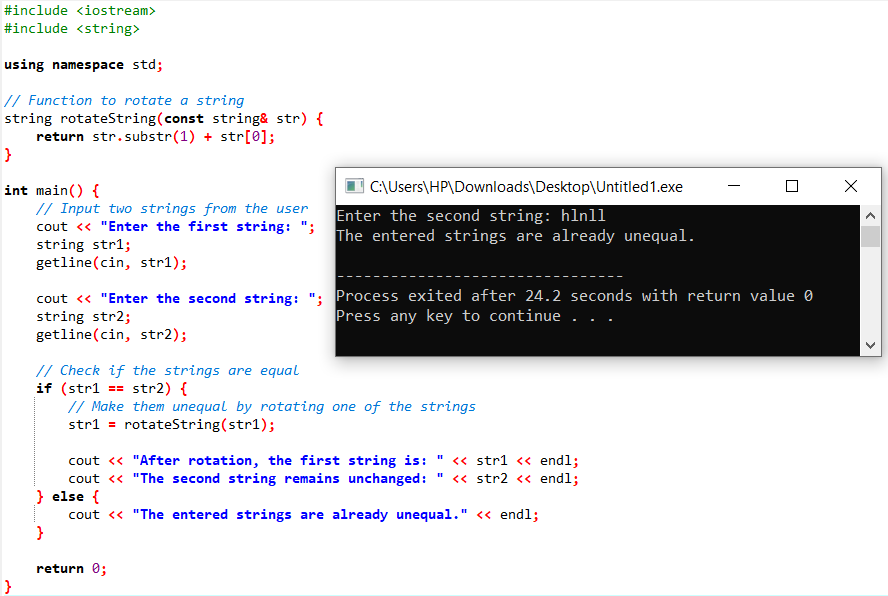 #include <iostream>
#include <string>
using namespace std;
// Function to rotate a string
string rotateString(const string& str) {
    return str.substr(1) + str[0];
}
int main() {
    // Input two strings from the user
    cout << "Enter the first string: ";
    string str1;
    getline(cin, str1);
    cout << "Enter the second string: ";
    string str2;
    getline(cin, str2);
    // Check if the strings are equal
    if (str1 == str2) {
        // Make them unequal by rotating one of the strings
        str1 = rotateString(str1);
        cout << "After rotation, the first string is: " << str1 << endl;
        cout << "The second string remains unchanged: " << str2 << endl;
    } else {
        cout << "The entered strings are already unequal." << endl;
    }
    return 0;
}
C:\Users\HP\Downloads\Desktop\Untitled1.exe
Enter the second string: hlnll
The entered strings are already unequal.
--------------------------------
Process exited after 24.2 seconds with return value 0
Press any key to continue . . .